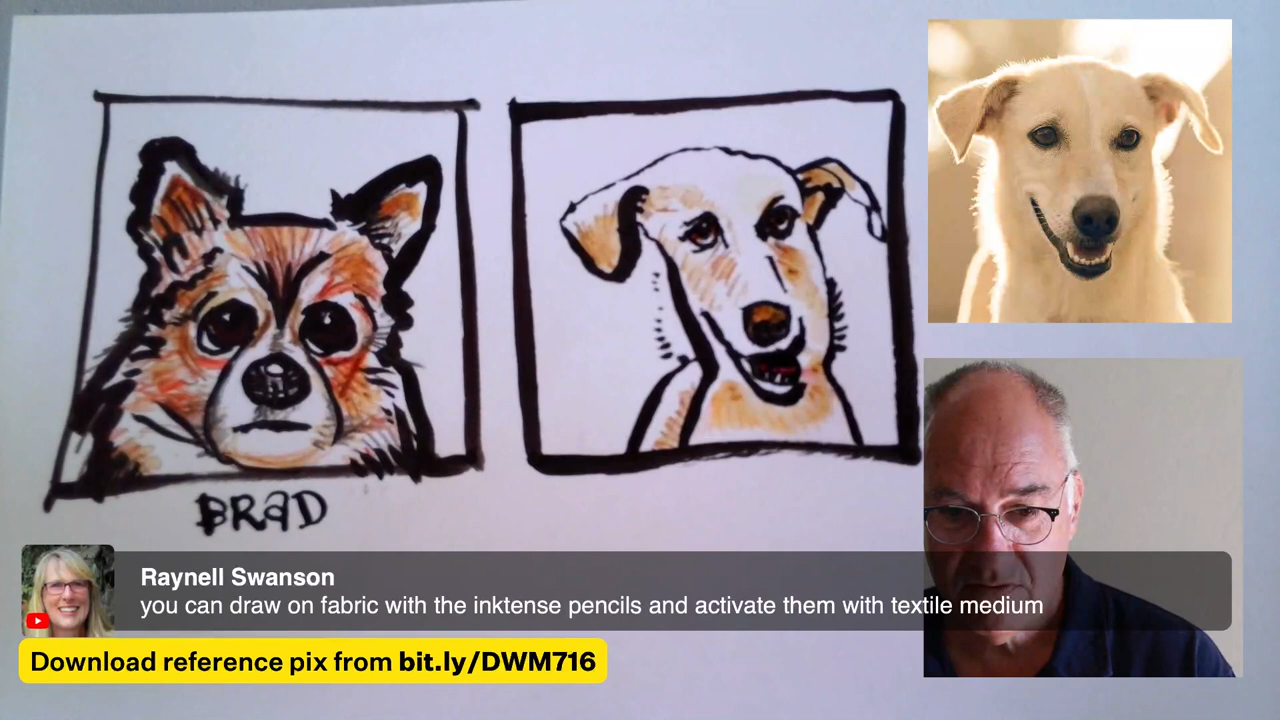 BRaD
Raynell Swanson
you can draw on fabric with the inktense pencils and activate them with textile medium
Download reference pix from bit.ly/DWM716